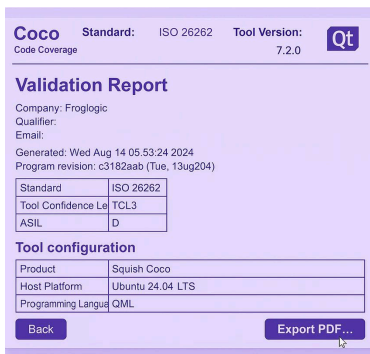 Coco Standard: ISO 26262 Tool Version: Qt
Code Coverage 7.2.0
Validation Report
Company: Froglogic
Qualifier:
Email:
Generated: Wed Aug 14 05.53:24 2024
Program revision: c3182aab (Tue, 13ug204)
Standard ISO 26262
Tool Confidence Le TCL3
ASIL D
Tool configuration
Product Squish Coco
Host Platform Ubuntu 24.04 LTS
Programming Langua QML
Back Export PDF...